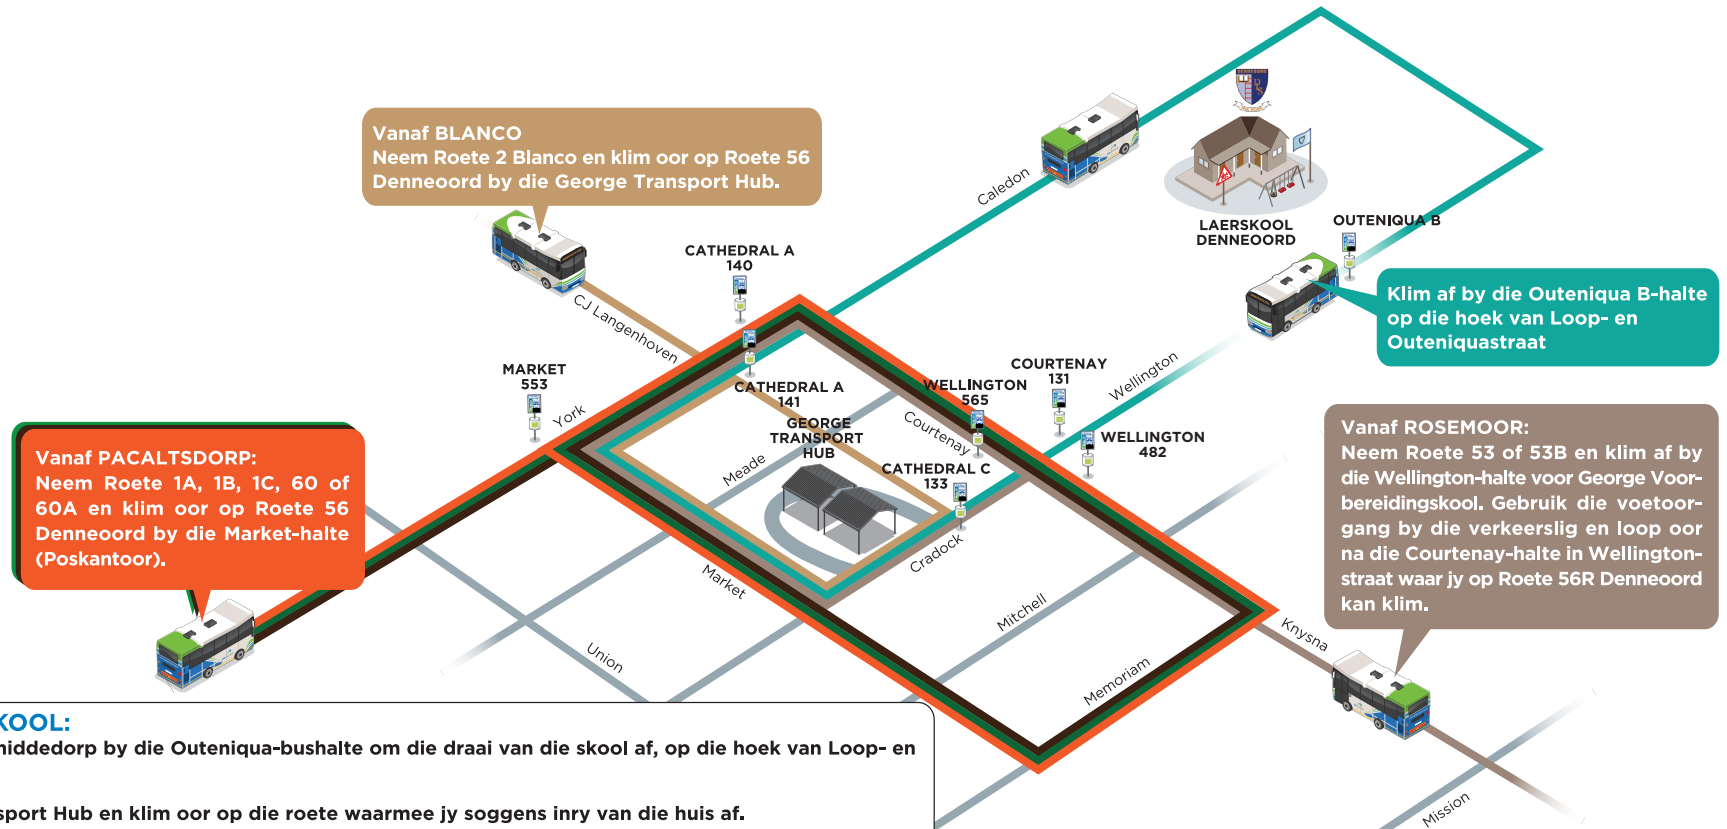 Vanaf BLANCO
Neem Roete 2 Blanco en klim oor op Roete 56
Denneoord by die George Transport Hub.
Caledon
LAERSKOOL
DENNEOORD
OUTENIQUA B
CATHEDRAL A
140
CJ Langenhoven
Klim af by die Outeniqua B-halte
op die hoek van Loop- en
Outeniquastraat
MARKET
553
York
CATHEDRAL A
141
WELLINGTON
565
COURTENAY
131
Wellington
Courtenay
GEORGE
TRANSPORT
HUB
Meade
CATHEDRAL C
133
WELLINGTON
482
Vanaf PACALTSDORP:
Neem Roete 1A, 1B, 1C, 60 of
60A en klim oor op Roete 56
Denneoord by die Market-halte
(Poskantoor).
Vanaf ROSEMOOR:
Neem Roete 53 of 53B en klim af by
die Wellington-halte voor George Voor-
bereidingskool. Gebruik die voetoor-
gang by die verkeerslig en loop oor
na die Courtenay-halte in Wellington-
straat waar jy op Roete 56R Denneoord
kan klim.
Cradock
Market
Mitchell
Knysna
Union
Memoriam
Mission
KOOL:
middedorp by die Outeniqua-bushalte om die draai van die skool af, op die hoek van Loop- en
sport Hub en klim oor op die roete waarmee jy soggens inry van die huis af.